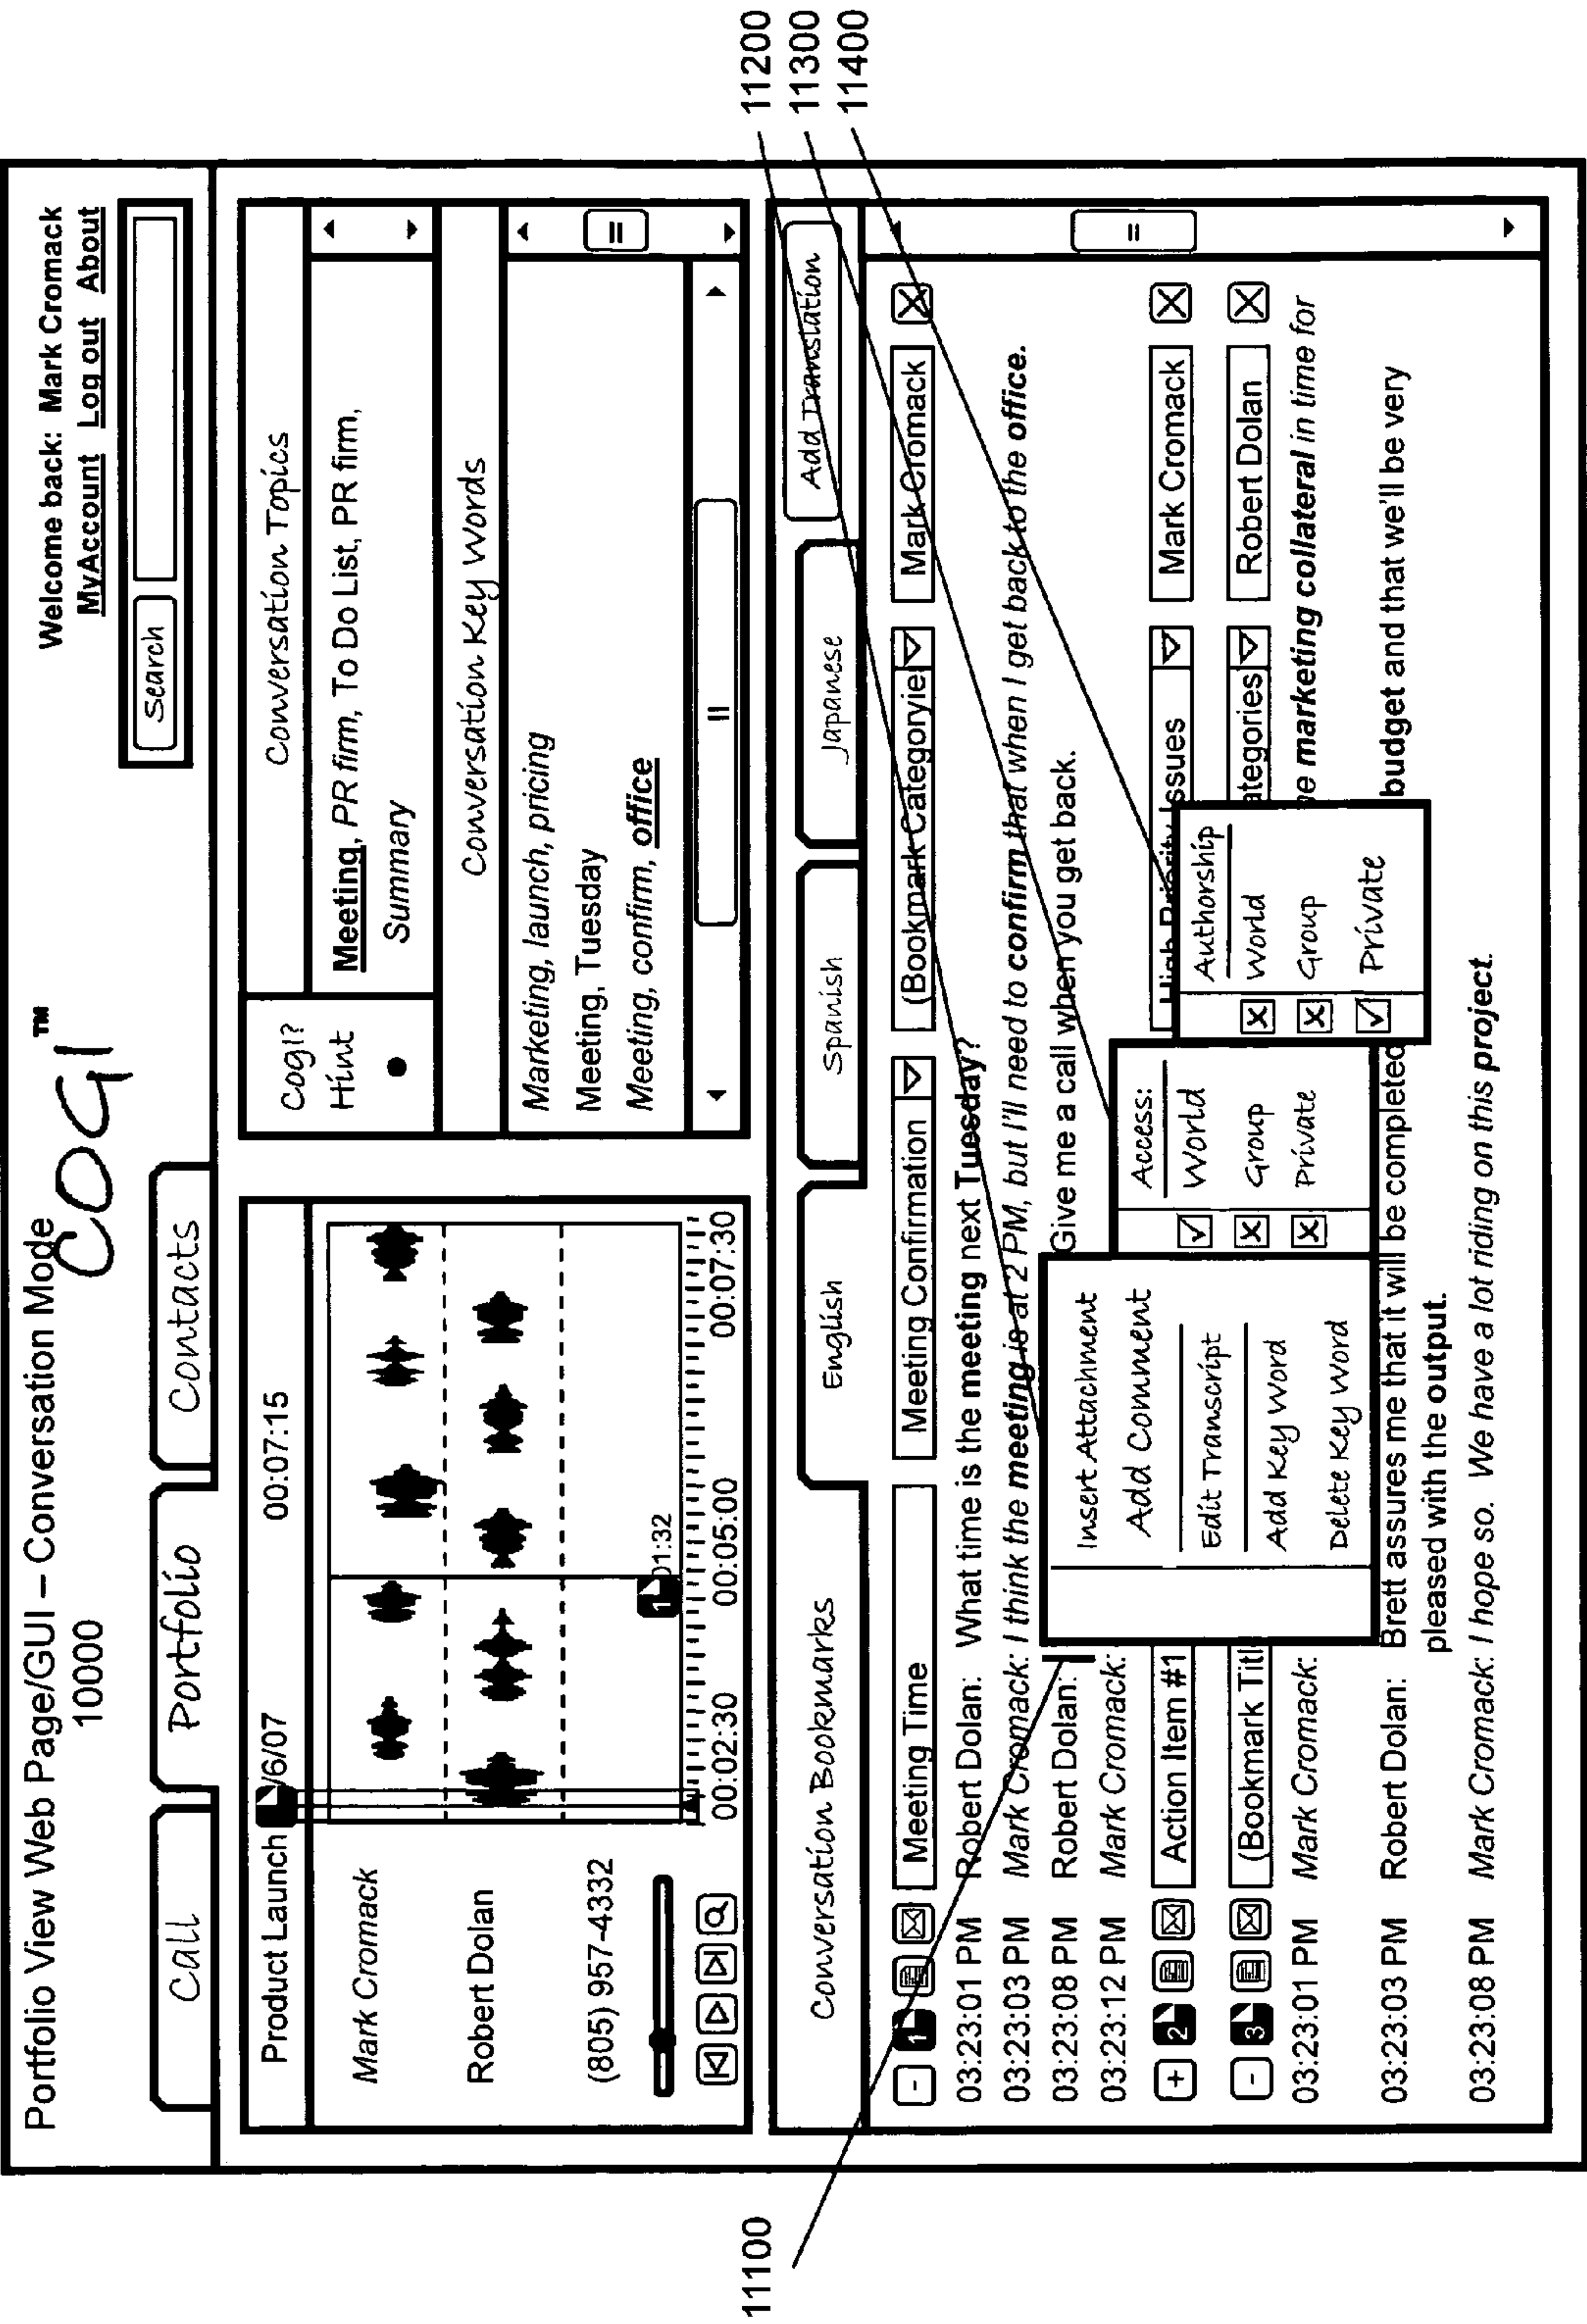 Portfolio View Web Page/GUI – Conversation Mode
10000
COGI™
Welcome back: Mark Cromack
MyAccount Log out About
Search
Call
Portfolio
Contacts
Product Launch /6/07 00:07:15
Mark Cromack
Robert Dolan
(805) 957-4332
1 01:32
00:02:30 00:05:00 00:07:30
Cogi?
Hint
Conversation Topics
Meeting, PR firm, To Do List, PR firm,
Summary
Conversation Key Words
Marketing, launch, pricing
Meeting, Tuesday
Meeting, confirm, office
Conversation Bookmarks
English
Spanish
Japanese
Add Translation
- 1 Meeting Time Meeting Confirmation (Bookmark Categoryie Mark Cromack
03:23:01 PM Robert Dolan: What time is the meeting next Tuesday?
03:23:03 PM Mark Cromack: I think the meeting is at 2 PM, but I'll need to confirm that when I get back to the office.
03:23:08 PM Robert Dolan: Give me a call when you get back.
03:23:12 PM Mark Cromack:
+ 2 Action Item #1 High Priority Issues Mark Cromack
- 3 (Bookmark Title ategories Robert Dolan
03:23:01 PM Mark Cromack: e marketing collateral in time for
03:23:03 PM Robert Dolan: Brett assures me that it will be completed budget and that we'll be very
pleased with the output.
03:23:08 PM Mark Cromack: I hope so. We have a lot riding on this project.
Insert Attachment
Add Comment
Edit Transcript
Add Key Word
Delete Key Word
Access:
World
Group
Private
Authorship
World
Group
Private
11100
11200
11300
11400